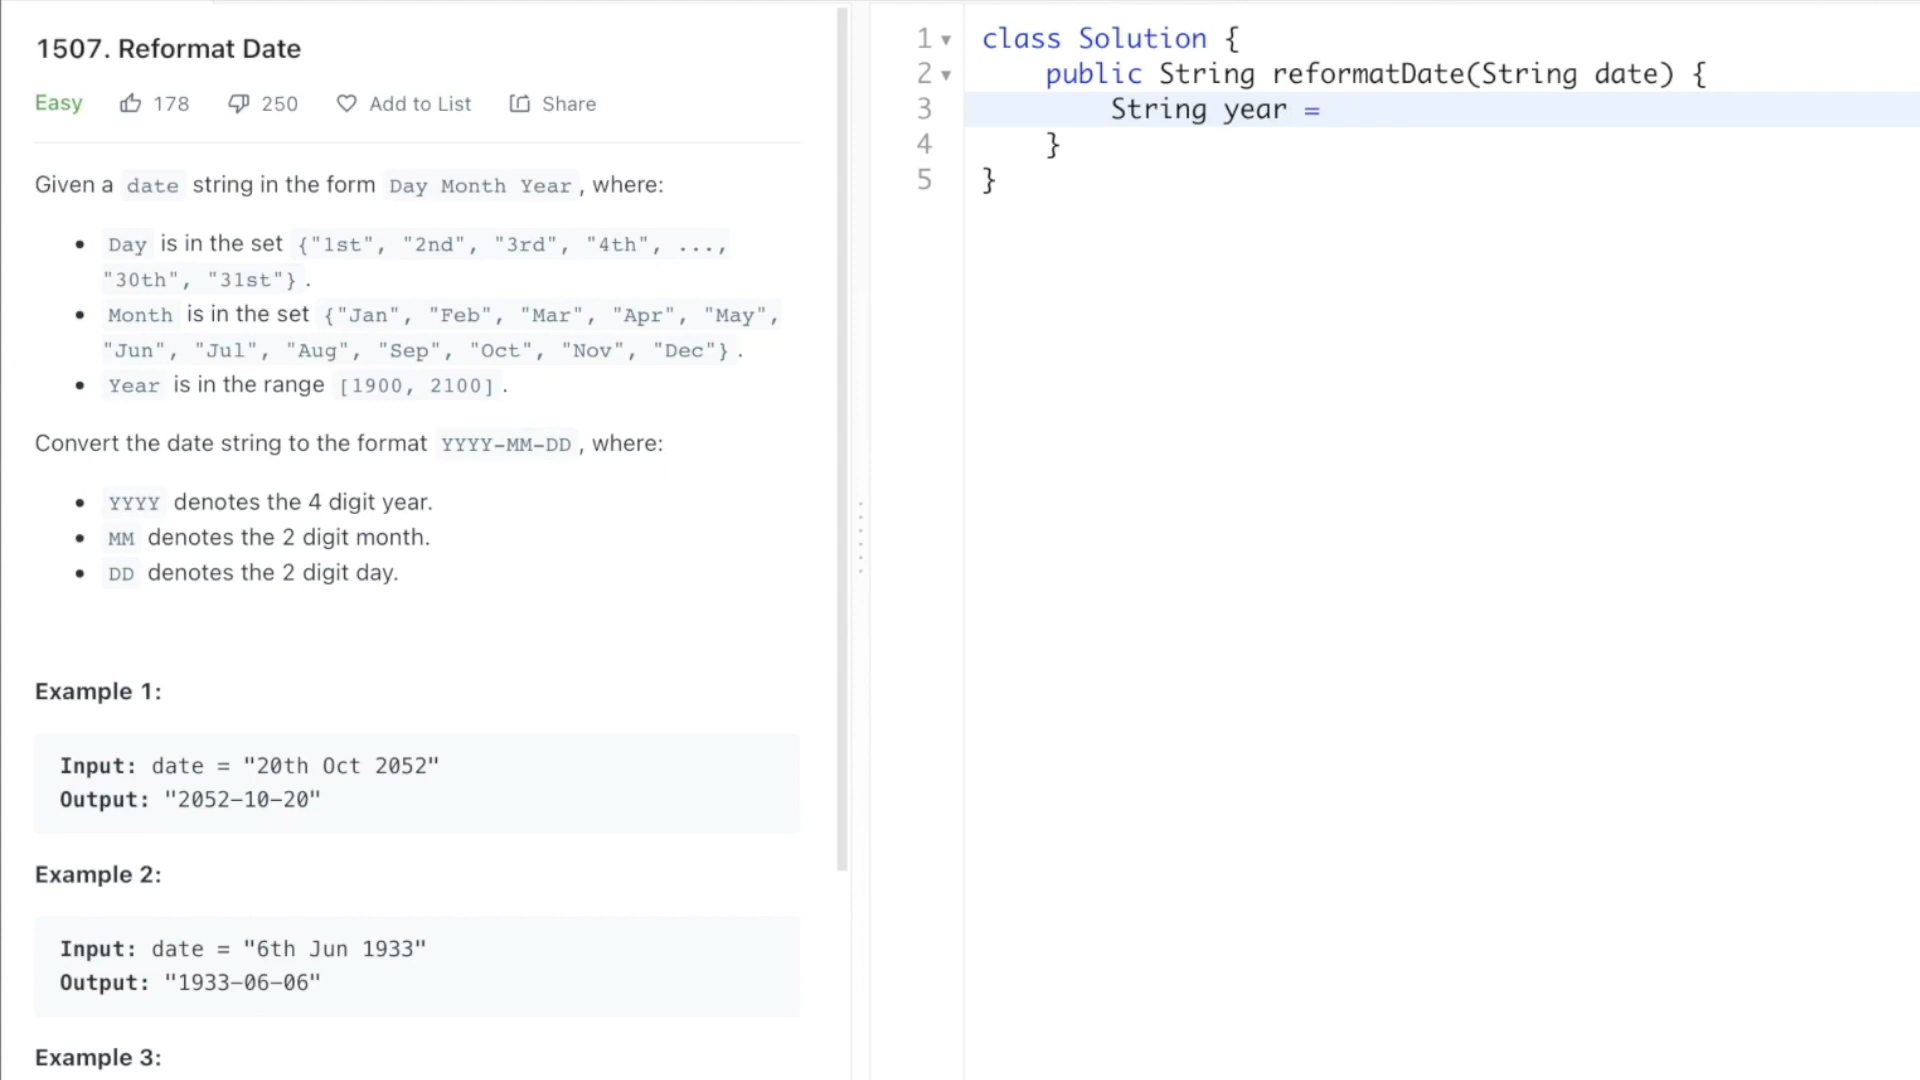 1507. Reformat Date
Easy 178 250 Add to List Share
Given a date string in the form Day Month Year , where:
• Day is in the set {"1st", "2nd", "3rd", "4th", ...,
"30th", "31st"} .
• Month is in the set {"Jan", "Feb", "Mar", "Apr", "May",
"Jun", "Jul", "Aug", "Sep", "Oct", "Nov", "Dec"} .
• Year is in the range [1900, 2100] .
Convert the date string to the format YYYY-MM-DD , where:
• YYYY denotes the 4 digit year.
• MM denotes the 2 digit month.
• DD denotes the 2 digit day.
Example 1:
Input: date = "20th Oct 2052"
Output: "2052-10-20"
Example 2:
Input: date = "6th Jun 1933"
Output: "1933-06-06"
Example 3:
1 class Solution {
2 public String reformatDate(String date) {
3 String year =
4 }
5 }